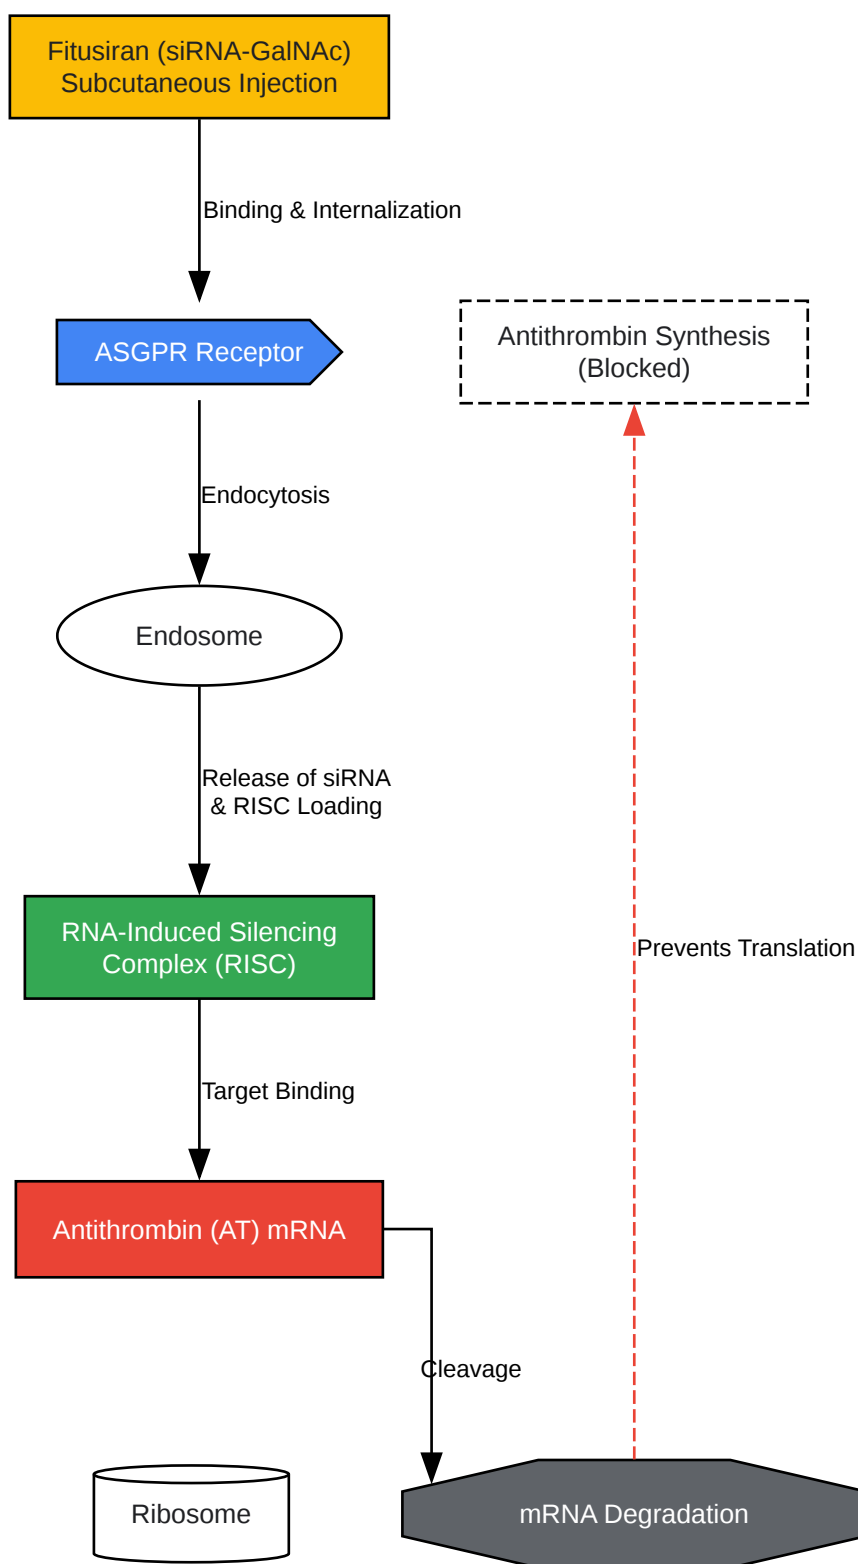 Fitusiran (siRNA-GalNAc)
Subcutaneous Injection
Binding & Internalization
ASGPR Receptor
Antithrombin Synthesis
(Blocked)
Endocytosis
Endosome
Release of siRNA
& RISC Loading
RNA-Induced Silencing
Complex (RISC)
Prevents Translation
Target Binding
Antithrombin (AT) mRNA
Cleavage
Ribosome
mRNA Degradation